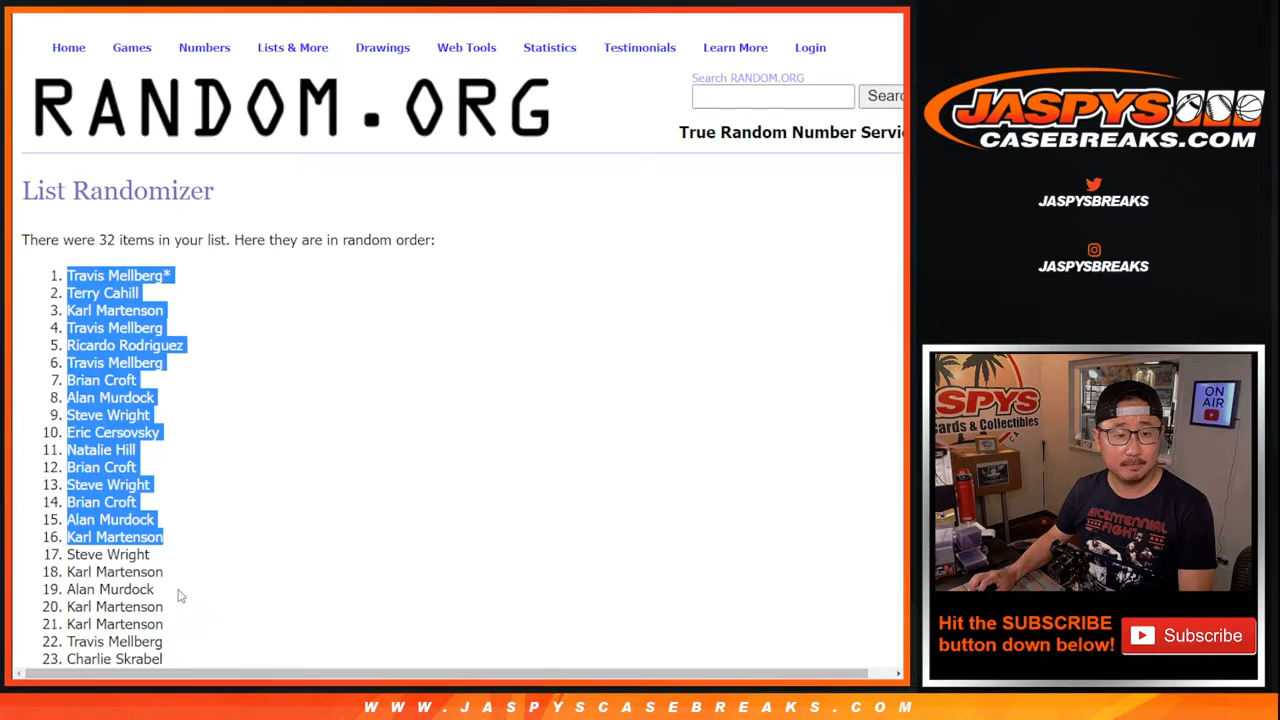 Home Games Numbers Lists & More Drawings Web Tools Statistics Testimonials Learn More Login
RANDOM.ORG
Search RANDOM.ORG
Searc
True Random Number Servi
List Randomizer
There were 32 items in your list. Here they are in random order:
1. Travis Mellberg*
2. Terry Cahill
3. Karl Martenson
4. Travis Mellberg
5. Ricardo Rodriguez
6. Travis Mellberg
7. Brian Croft
8. Alan Murdock
9. Steve Wright
10. Eric Cersovsky
11. Natalie Hill
12. Brian Croft
13. Steve Wright
14. Brian Croft
15. Alan Murdock
16. Karl Martenson
17. Steve Wright
18. Karl Martenson
19. Alan Murdock
20. Karl Martenson
21. Karl Martenson
22. Travis Mellberg
23. Charlie Skrabel
JASPYS
CASEBREAKS.COM
JASPYSBREAKS
JASPYSBREAKS
JASPYS
Cards & Collectibles
ON
AIR
BICENTENNIAL
FIGHT
Hit the SUBSCRIBE
button down below!
Subscribe
WWW.JASPYSCASEBREAKS.COM